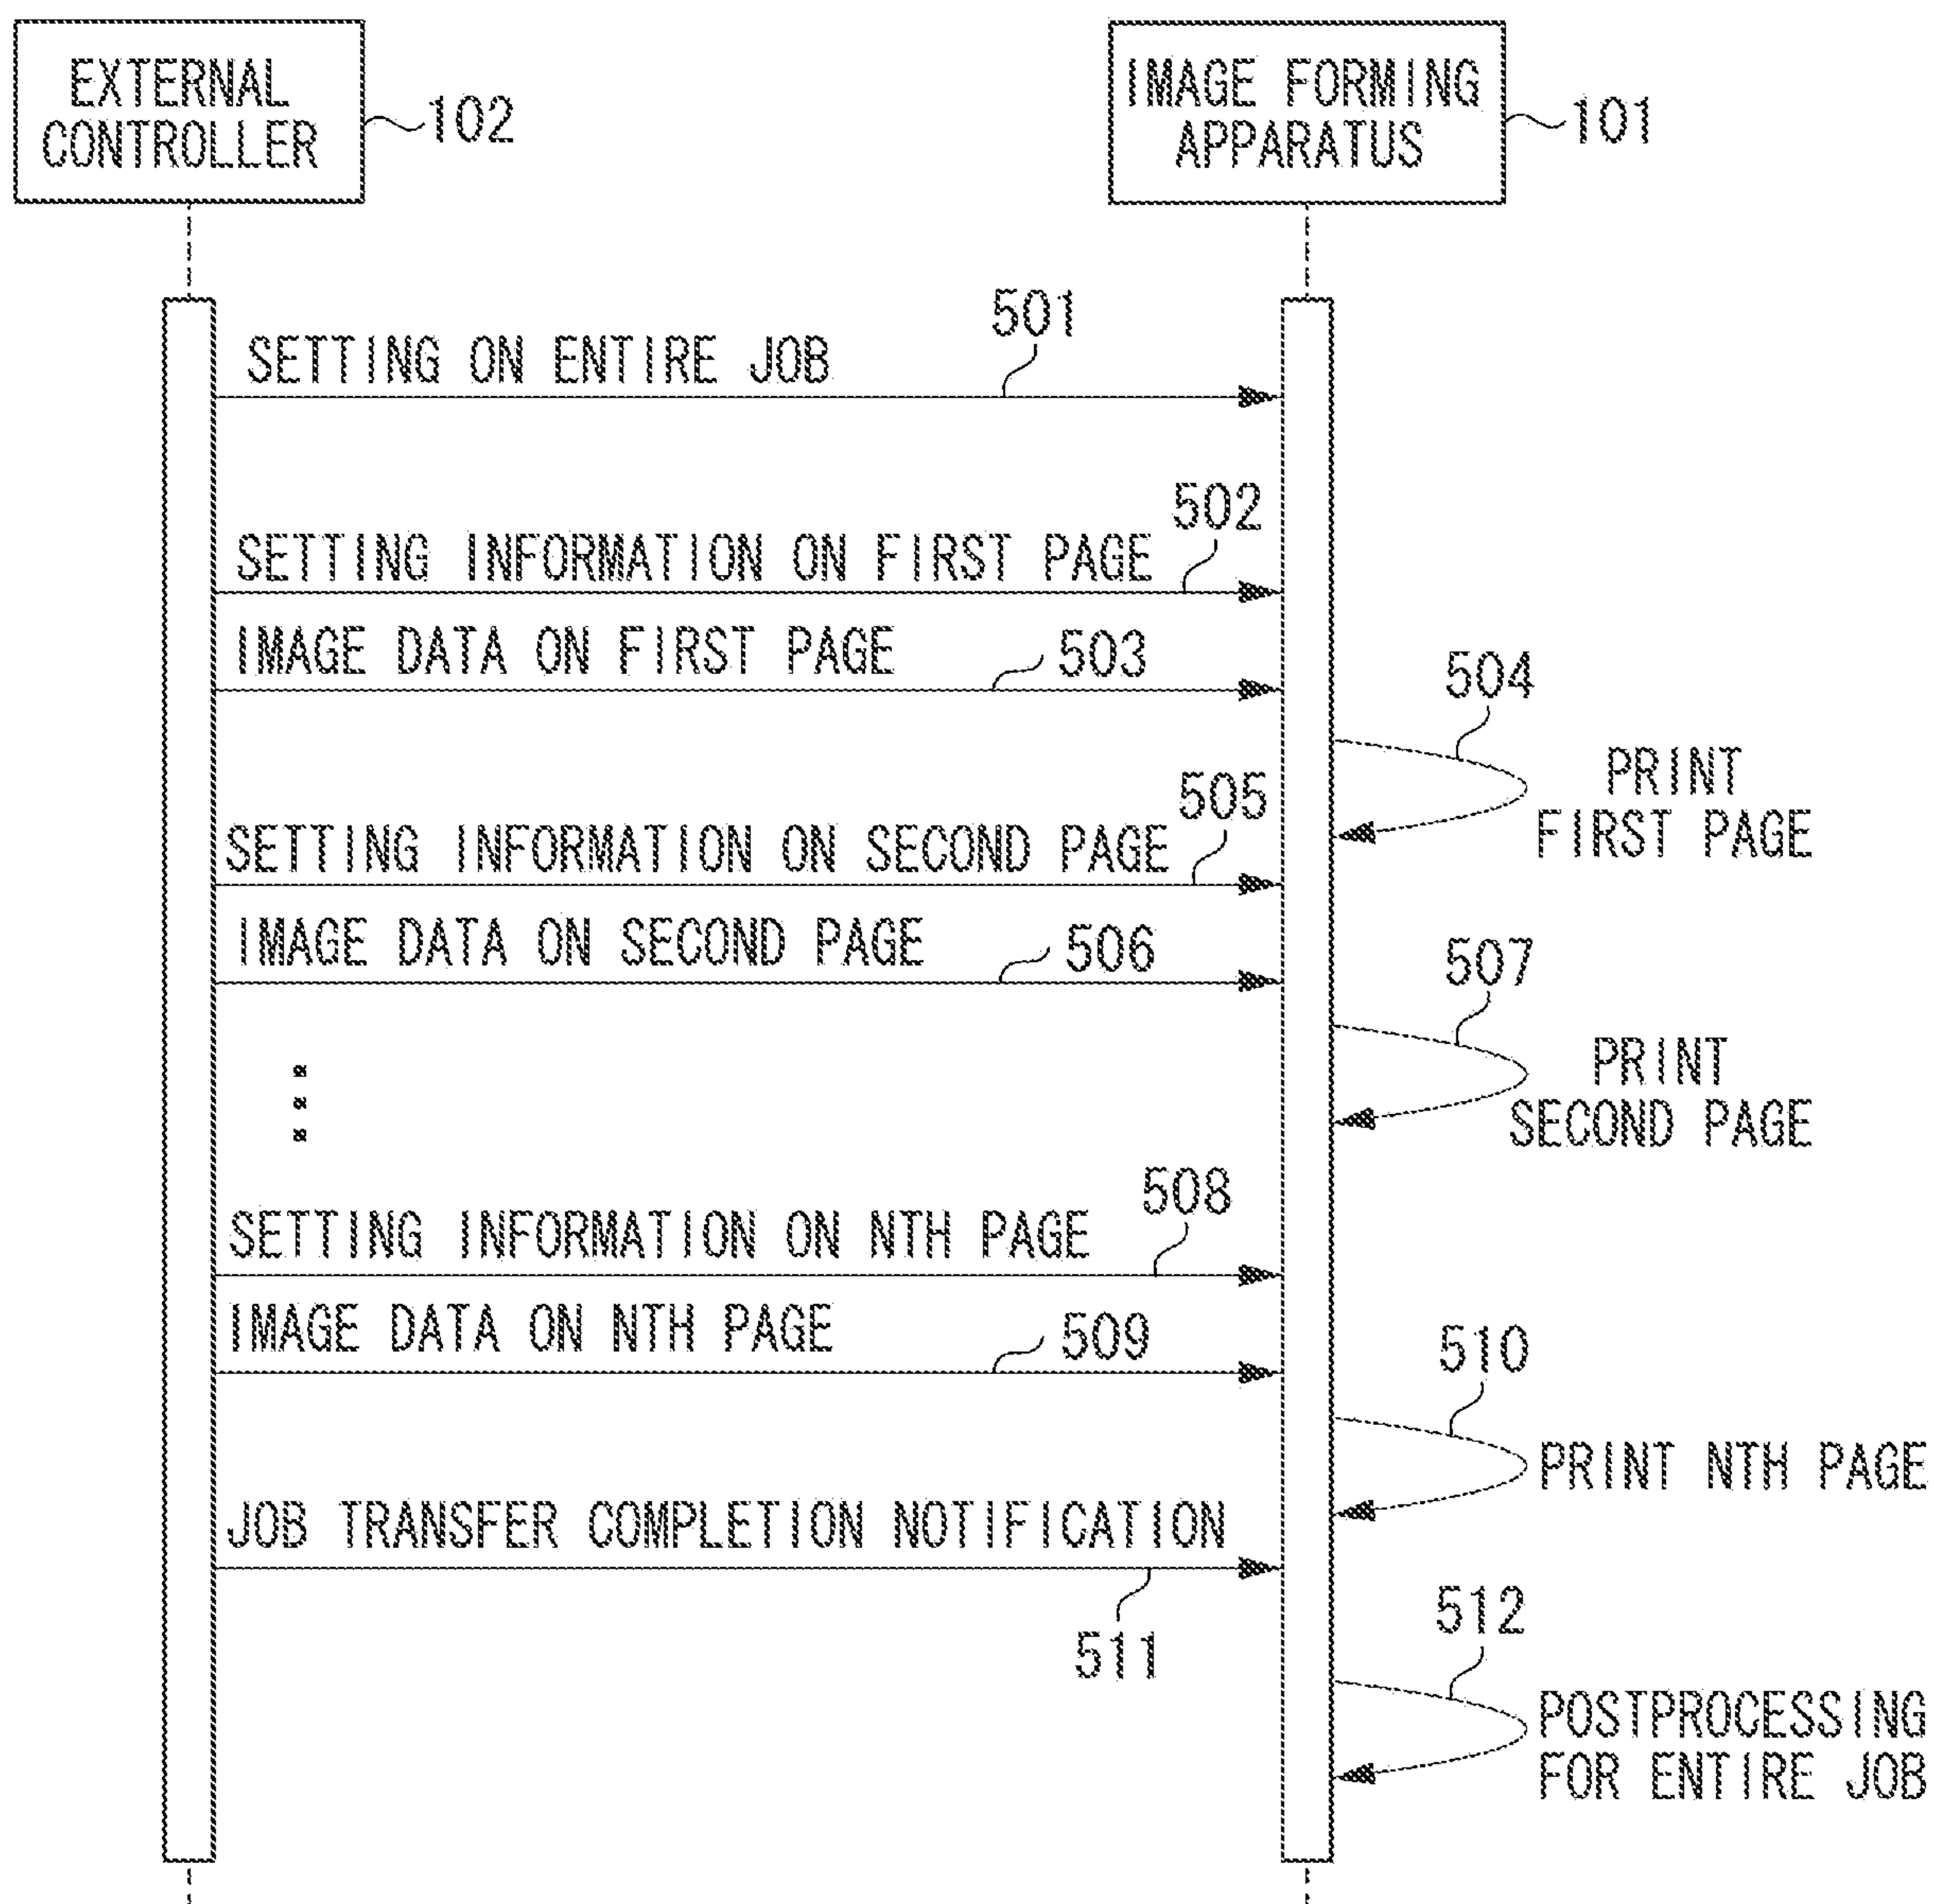 EXTERNAL
CONTROLLER
102
IMAGE FORMING
APPARATUS
101
501
SETTING ON ENTIRE JOB
502
SETTING INFORMATION ON FIRST PAGE
IMAGE DATA ON FIRST PAGE
503
504
PRINT
FIRST PAGE
505
SETTING INFORMATION ON SECOND PAGE
IMAGE DATA ON SECOND PAGE
506
507
PRINT
SECOND PAGE
508
SETTING INFORMATION ON NTH PAGE
IMAGE DATA ON NTH PAGE
509
510
PRINT NTH PAGE
JOB TRANSFER COMPLETION NOTIFICATION
511
512
POSTPROCESSING
FOR ENTIRE JOB